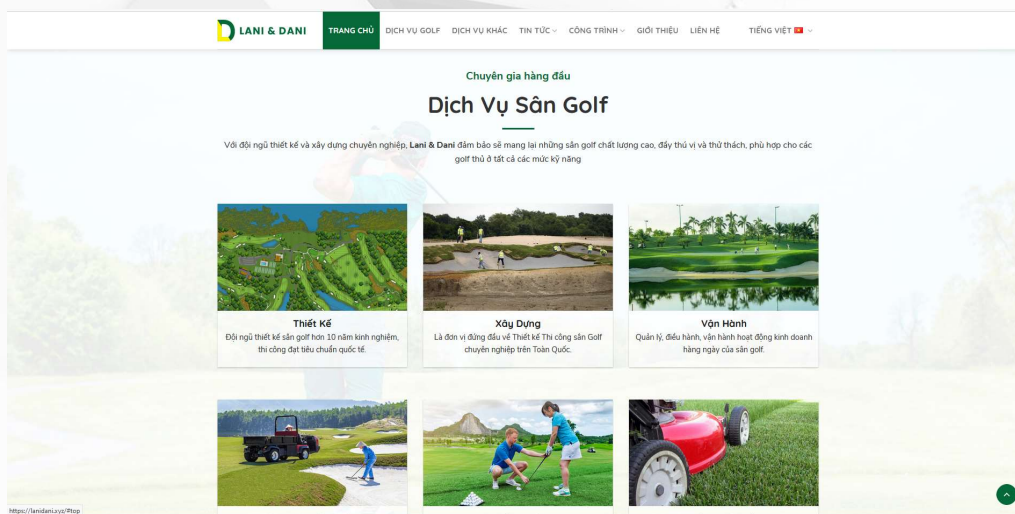 LANI & DANI
TRANG CHỦ DỊCH VỤ GOLF DỊCH VỤ KHÁC TIN TỨC CÔNG TRÌNH GIỚI THIỆU LIÊN HỆ TIẾNG VIỆT
Chuyên gia hàng đầu
Dịch Vụ Sân Golf
Với đội ngũ thiết kế và xây dựng chuyên nghiệp, Lani & Dani đảm bảo sẽ mang lại những sân golf chất lượng cao, đầy thú vị và thử thách, phù hợp cho các
golf thủ ở tất cả các mức kỹ năng
Thiết Kế
Đội ngũ thiết kế sân golf hơn 10 năm kinh nghiệm,
thi công đạt tiêu chuẩn quốc tế.
Xây Dựng
Là đơn vị đứng đầu về Thiết kế Thi công sân Golf
chuyên nghiệp trên Toàn Quốc.
Vận Hành
Quản lý, điều hành, vận hành hoạt động kinh doanh
hàng ngày của sân golf.
https://lanidani.xyz/#top